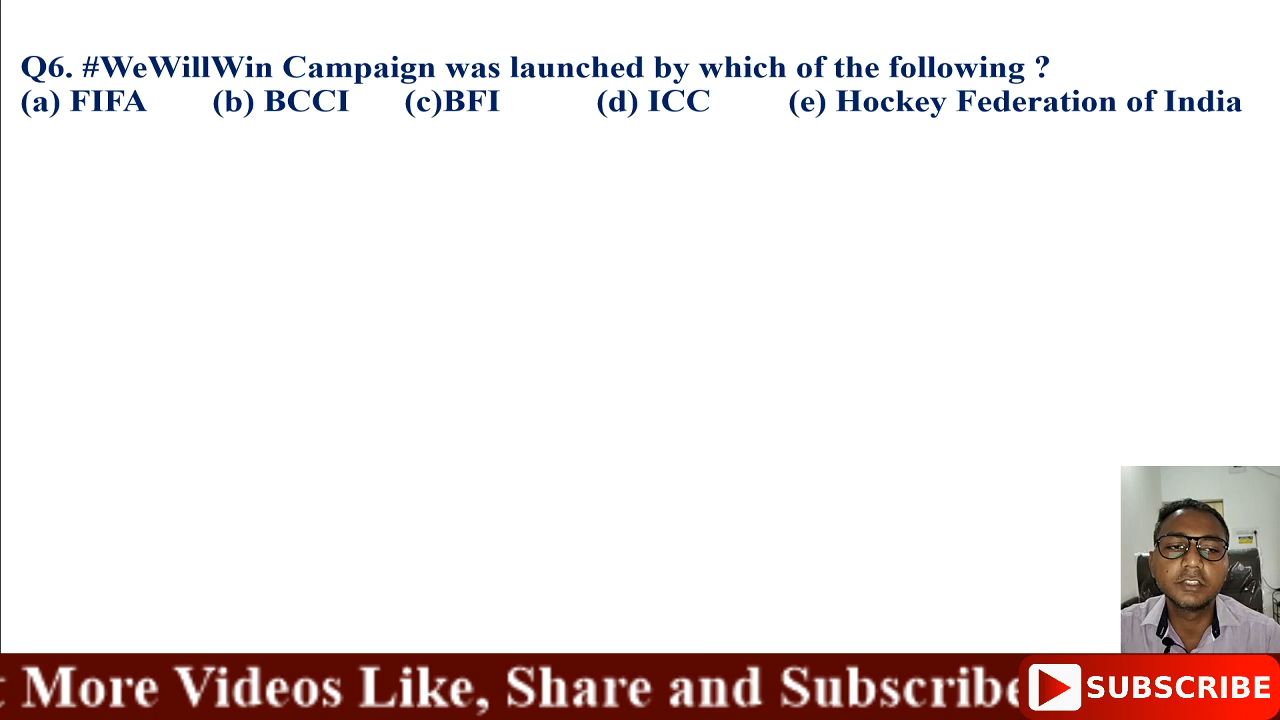 Q6. #WeWillWin Campaign was launched by which of the following ?
(a) FIFA (b) BCCI (c)BFI (d) ICC (e) Hockey Federation of India
More Videos Like, Share and Subscribe
SUBSCRIBE